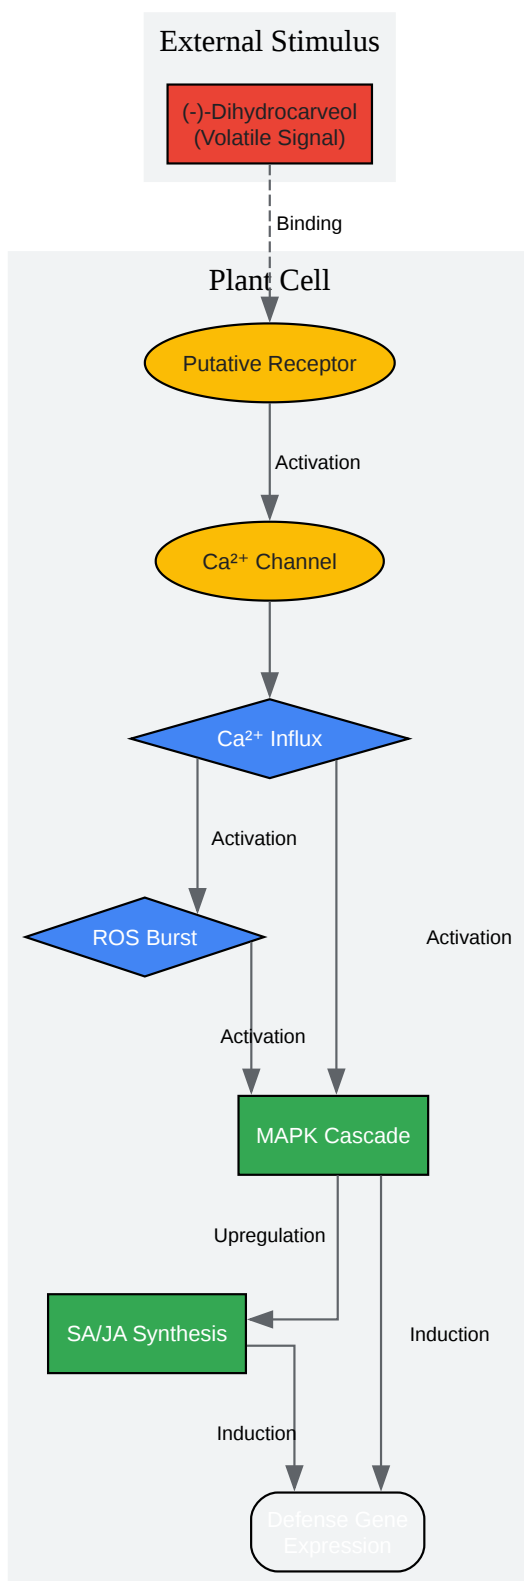 External Stimulus
(-)-Dihydrocarveol
(Volatile Signal)
Binding
Plant Cell
Putative Receptor
Activation
Ca²⁺ Channel
Ca²⁺ Influx
Activation
ROS Burst
Activation
Activation
MAPK Cascade
Upregulation
SA/JA Synthesis
Induction
Induction
Defense Gene
Expression